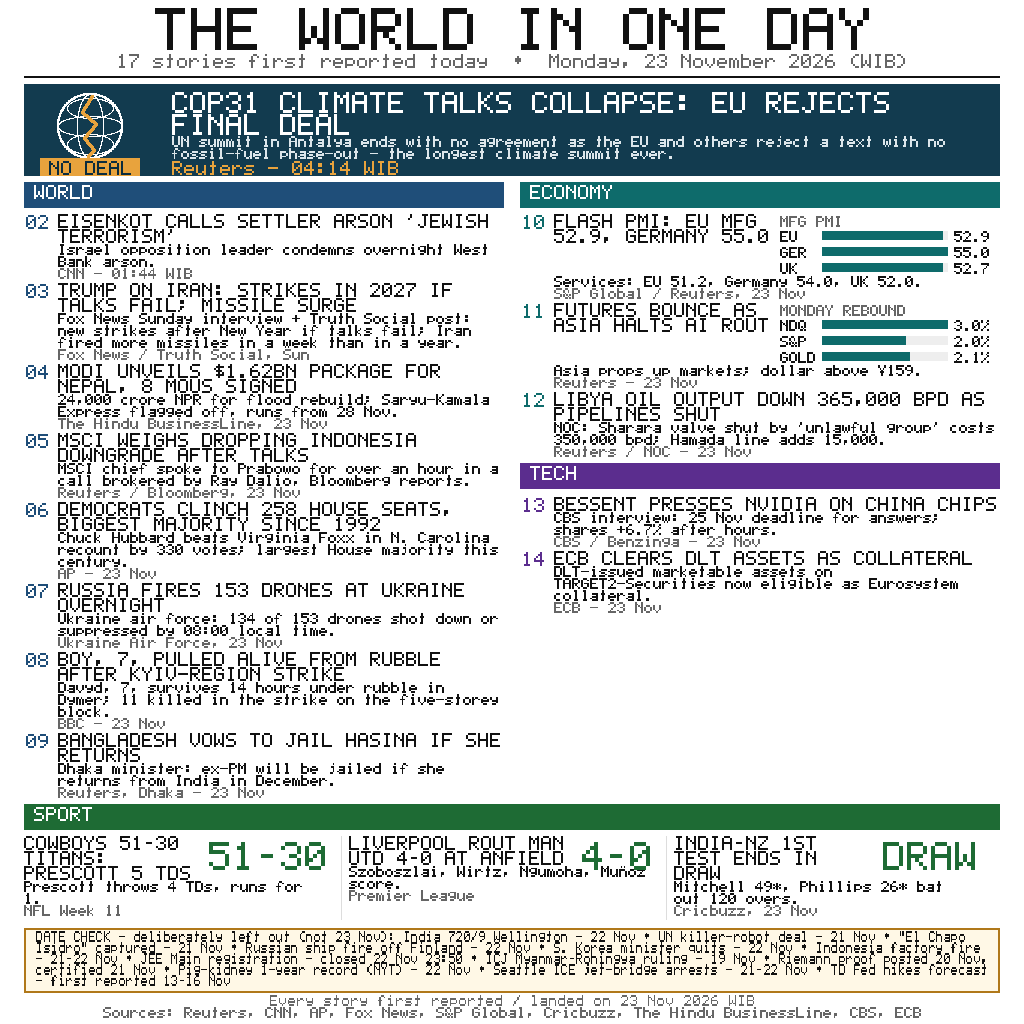 THE WORLD IN ONE DAY
17 stories first reported today • Monday, 23 November 2026 (WIB)
COP31 CLIMATE TALKS COLLAPSE: EU REJECTS
FINAL DEAL
UN summit in Antalya ends with no agreement as the EU and others reject a text with no
fossil-fuel phase-out — the longest climate summit ever.
Reuters — 04:14 WIB
NO DEAL
WORLD
02 EISENKOT CALLS SETTLER ARSON 'JEWISH
TERRORISM'
Israel opposition leader condemns overnight West
Bank arson.
CNN — 01:44 WIB
03 TRUMP ON IRAN: STRIKES IN 2027 IF
TALKS FAIL; MISSILE SURGE
Fox News Sunday interview + Truth Social post:
new strikes after New Year if talks fail; Iran
fired more missiles in a week than in a year.
Fox News / Truth Social, Sun
04 MODI UNVEILS $1.62BN PACKAGE FOR
NEPAL, 8 MOUS SIGNED
24,000 crore NPR for flood rebuild; Saryu-Kamala
Express flagged off, runs from 28 Nov.
The Hindu BusinessLine, 23 Nov
05 MSCI WEIGHS DROPPING INDONESIA
DOWNGRADE AFTER TALKS
MSCI chief spoke to Prabowo for over an hour in a
call brokered by Ray Dalio, Bloomberg reports.
Reuters / Bloomberg, 23 Nov
06 DEMOCRATS CLINCH 258 HOUSE SEATS,
BIGGEST MAJORITY SINCE 1992
Chuck Hubbard beats Virginia Foxx in N. Carolina
recount by 330 votes; largest House majority this
century.
AP — 23 Nov
07 RUSSIA FIRES 153 DRONES AT UKRAINE
OVERNIGHT
Ukraine air force: 134 of 153 drones shot down or
suppressed by 08:00 local time.
Ukraine Air Force, 23 Nov
08 BOY, 7, PULLED ALIVE FROM RUBBLE
AFTER KYIV-REGION STRIKE
Davyd, 7, survives 14 hours under rubble in
Dymer; 11 killed in the strike on the five-storey
block.
BBC — 23 Nov
09 BANGLADESH VOWS TO JAIL HASINA IF SHE
RETURNS
Dhaka minister: ex-PM will be jailed if she
returns from India in December.
Reuters, Dhaka — 23 Nov
ECONOMY
10 FLASH PMI: EU MFG
52.9, GERMANY 55.0
MFG PMI
EU 52.9
GER 55.0
UK 52.7
Services: EU 51.2, Germany 54.0, UK 52.0.
S&P Global / Reuters, 23 Nov
11 FUTURES BOUNCE AS
ASIA HALTS AI ROUT
MONDAY REBOUND
NDQ 3.0%
S&P 2.0%
GOLD 2.1%
Asia props up markets; dollar above ¥159.
Reuters — 23 Nov
12 LIBYA OIL OUTPUT DOWN 365,000 BPD AS
PIPELINES SHUT
NOC: Sharara valve shut by 'unlawful group' costs
350,000 bpd; Hamada line adds 15,000.
Reuters / NOC — 23 Nov
TECH
13 BESSENT PRESSES NVIDIA ON CHINA CHIPS
CBS interview: 25 Nov deadline for answers;
shares +6.7% after hours.
CBS / Benzinga — 23 Nov
14 ECB CLEARS DLT ASSETS AS COLLATERAL
DLT-issued marketable assets on
TARGET2-Securities now eligible as Eurosystem
collateral.
ECB — 23 Nov
SPORT
COWBOYS 51-30
TITANS:
PRESCOTT 5 TDS
51-30
Prescott throws 4 TDs, runs for
1.
NFL Week 11
LIVERPOOL ROUT MAN
UTD 4-0 AT ANFIELD
4-0
Szoboszlai, Wirtz, Ngumoha, Muñoz
score.
Premier League
INDIA-NZ 1ST
TEST ENDS IN
DRAW
DRAW
Mitchell 49*, Phillips 26* bat
out 120 overs.
Cricbuzz, 23 Nov
DATE CHECK — deliberately left out (not 23 Nov): India 720/9 Wellington — 22 Nov • UN killer-robot deal — 21 Nov • "El Chapo
Isidro" captured — 21 Nov • Russian ship fire off Finland — 22 Nov • S. Korea minister quits — 22 Nov • Indonesia factory fire
— 21-22 Nov • JEE Main registration — closed 22 Nov 23:50 • ICJ Myanmar-Rohingya ruling — 19 Nov • Riemann proof posted 20 Nov,
certified 21 Nov • Pig-kidney 1-year record (NYT) — 22 Nov • Seattle ICE jet-bridge arrests — 21-22 Nov • TD Fed hikes forecast
— first reported 13-16 Nov
Every story first reported / landed on 23 Nov 2026 WIB
Sources: Reuters, CNN, AP, Fox News, S&P Global, Cricbuzz, The Hindu BusinessLine, CBS, ECB